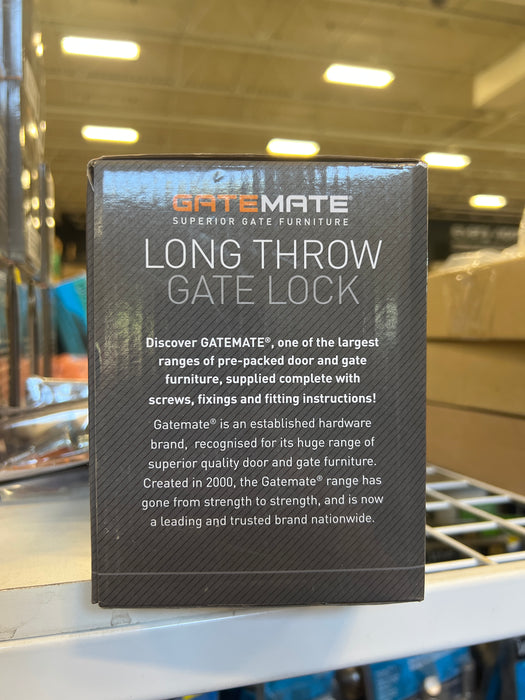 GATEMATE®
SUPERIOR GATE FURNITURE
LONG THROW
GATE LOCK
Discover GATEMATE®, one of the largest
ranges of pre-packed door and gate
furniture, supplied complete with
screws, fixings and fitting instructions!
Gatemate® is an established hardware
brand, recognised for its huge range of
superior quality door and gate furniture.
Created in 2000, the Gatemate® range has
gone from strength to strength, and is now
a leading and trusted brand nationwide.